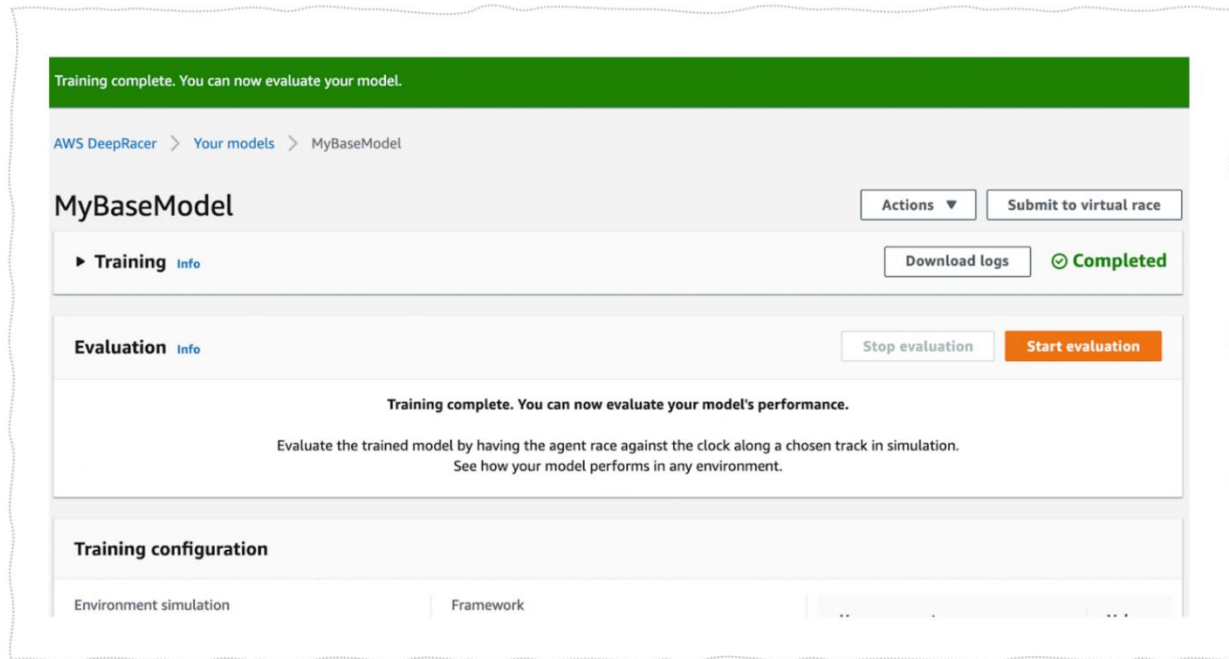 Training complete. You can now evaluate your model.
AWS DeepRacer > Your models > MyBaseModel
MyBaseModel
Actions ▼
Submit to virtual race
▶ Training Info
Download logs
Completed
Evaluation Info
Stop evaluation
Start evaluation
Training complete. You can now evaluate your model's performance.
Evaluate the trained model by having the agent race against the clock along a chosen track in simulation.
See how your model performs in any environment.
Training configuration
Environment simulation
Framework